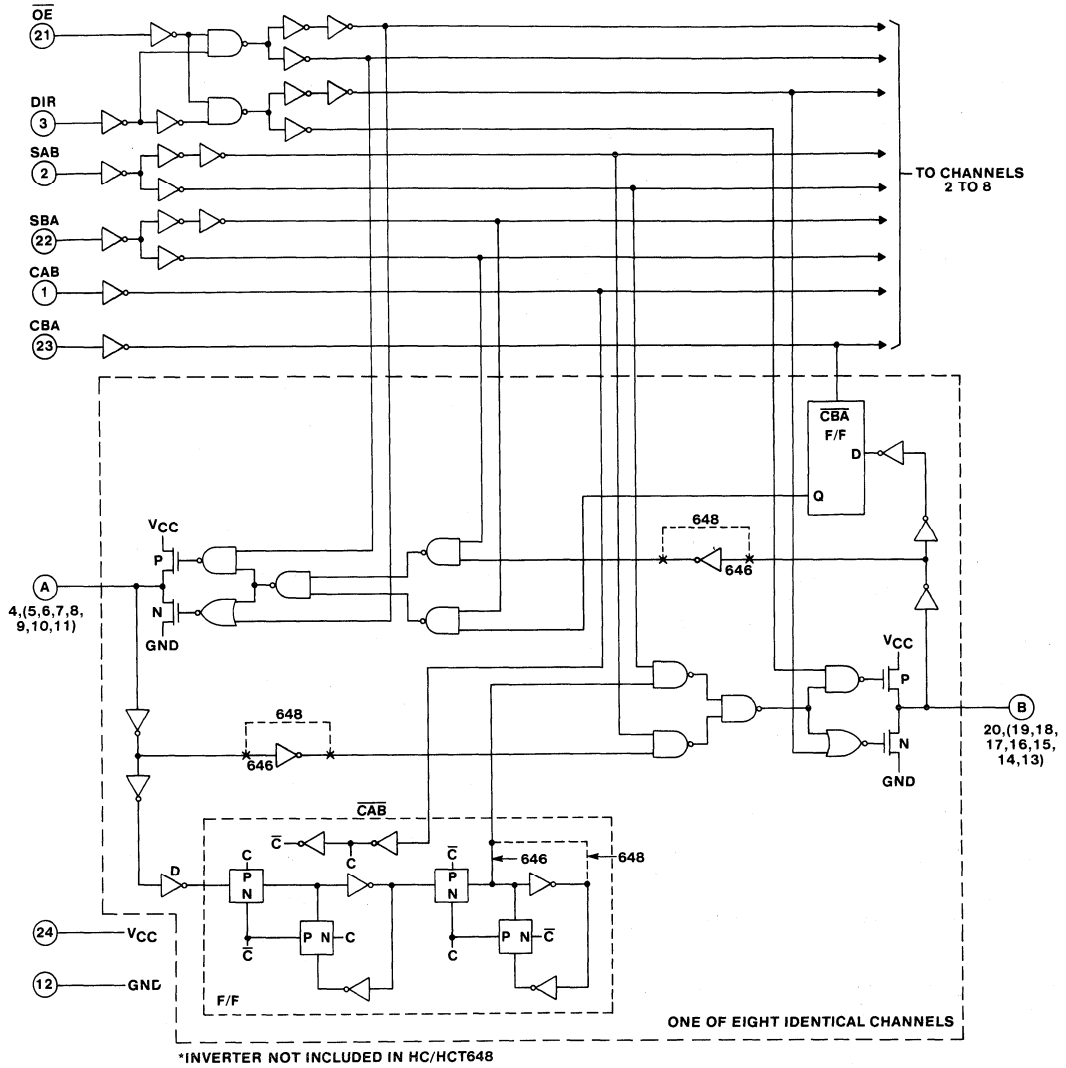 OE
21
DIR
3
SAB
2
SBA
22
CAB
1
CBA
23
TO CHANNELS
2 TO 8
CBA
F/F
D
Q
VCC
P
A
N
4,(5,6,7,8,
9,10,11)
GND
648
646
VCC
P
B
N
20,(19,18,
17,16,15,
14,13)
GND
648
646
CAB
C
C
646
648
D
C
P
N
C
P N
C
C
P
N
C
P N
C
F/F
24
VCC
12
GND
ONE OF EIGHT IDENTICAL CHANNELS
*INVERTER NOT INCLUDED IN HC/HCT648